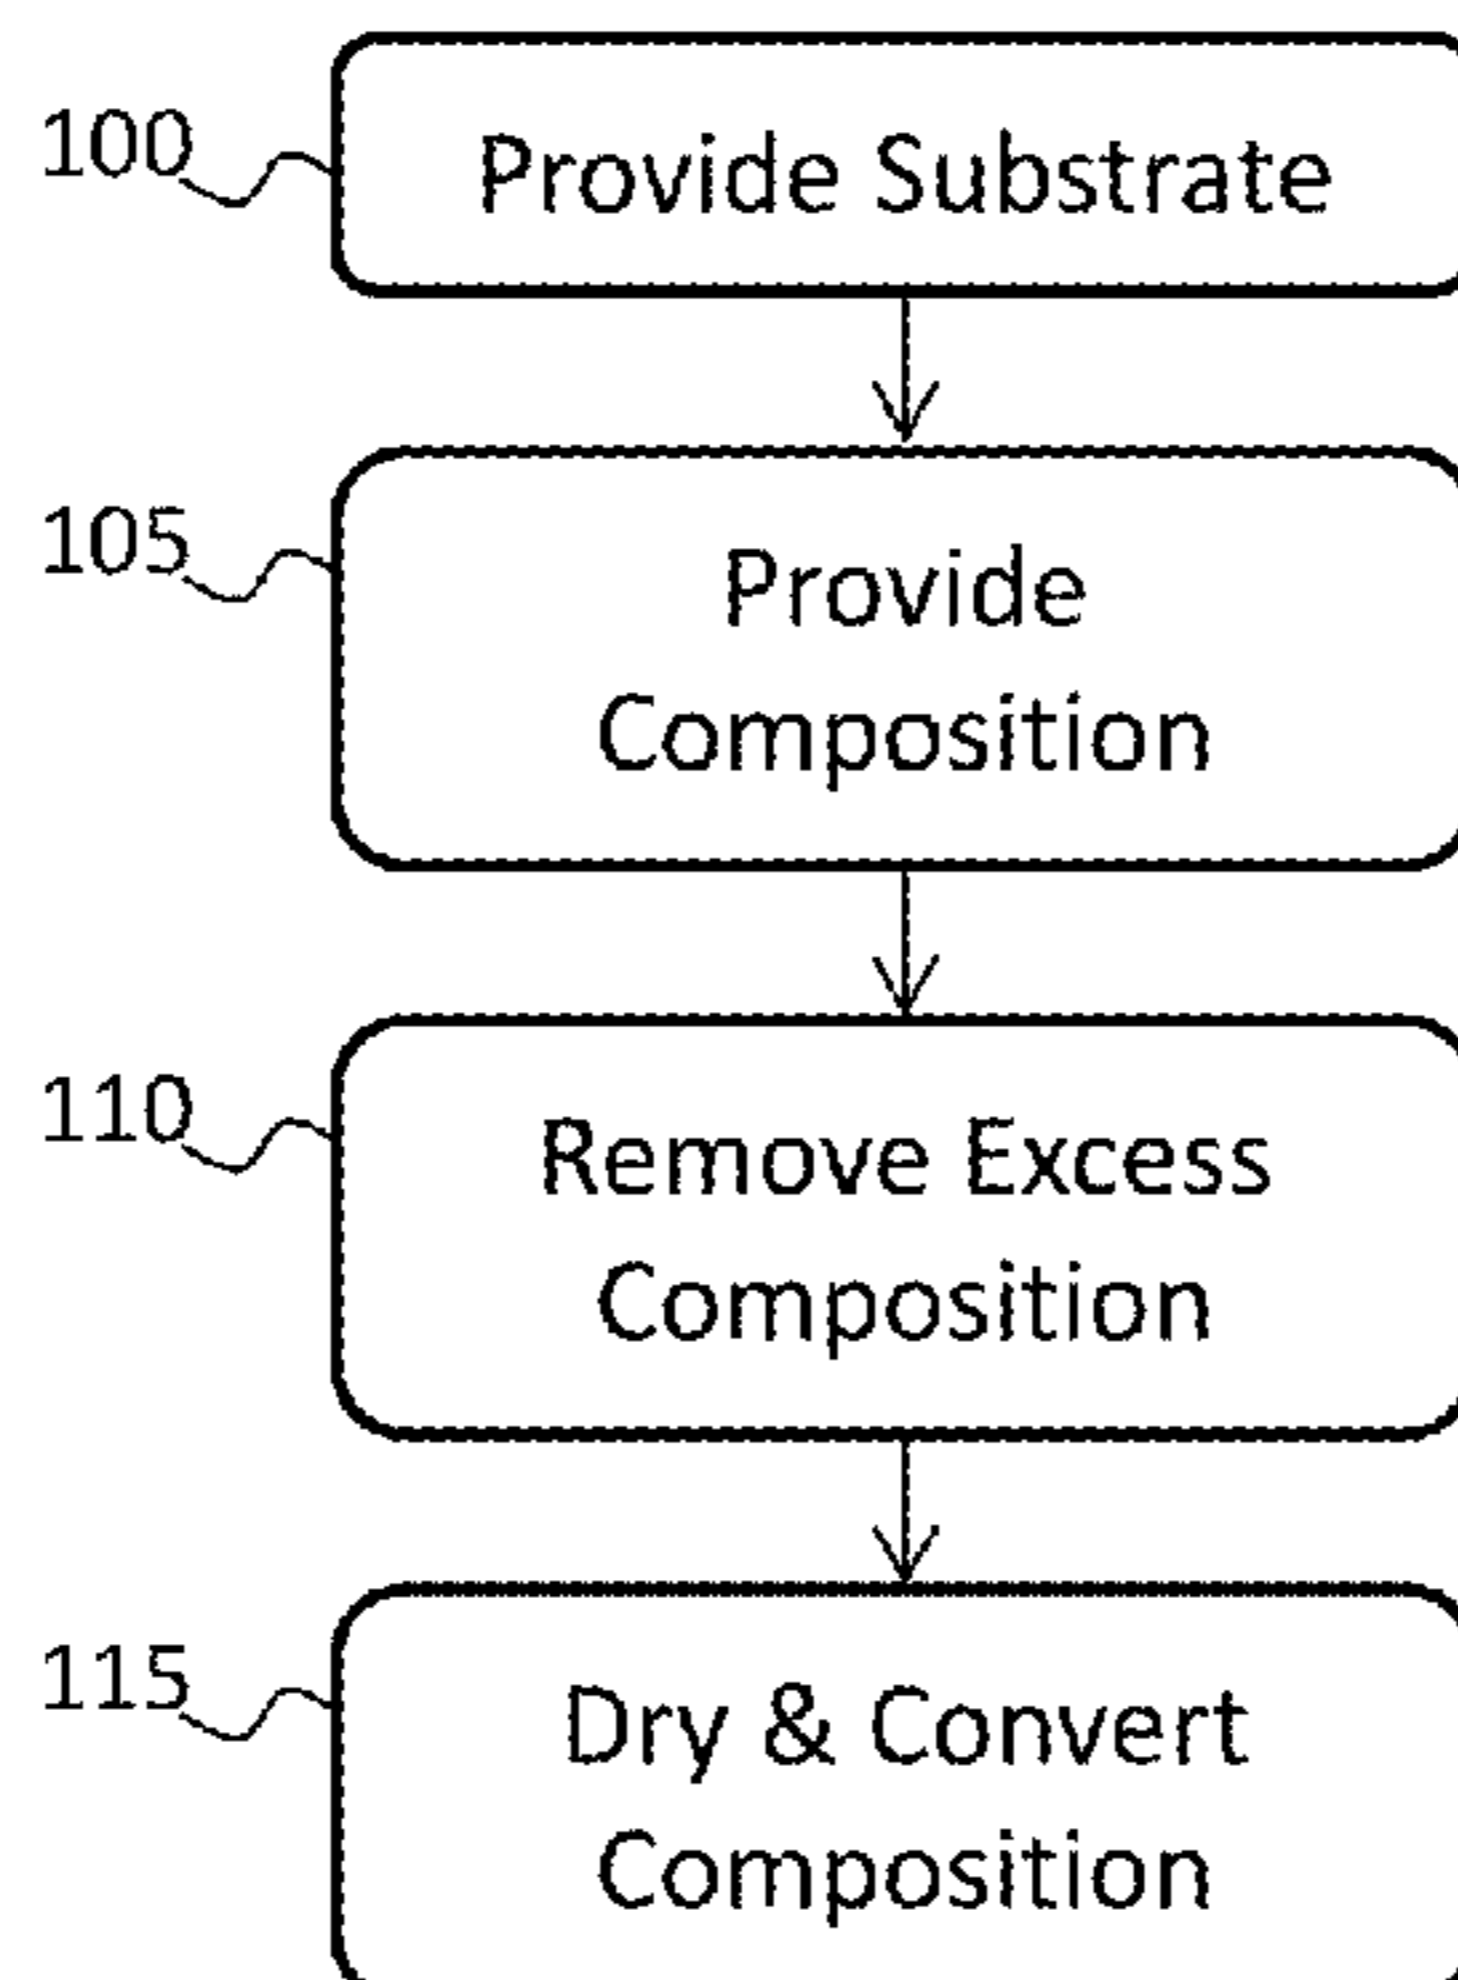 100
Provide Substrate
105
Provide
Composition
110
Remove Excess
Composition
115
Dry & Convert
Composition